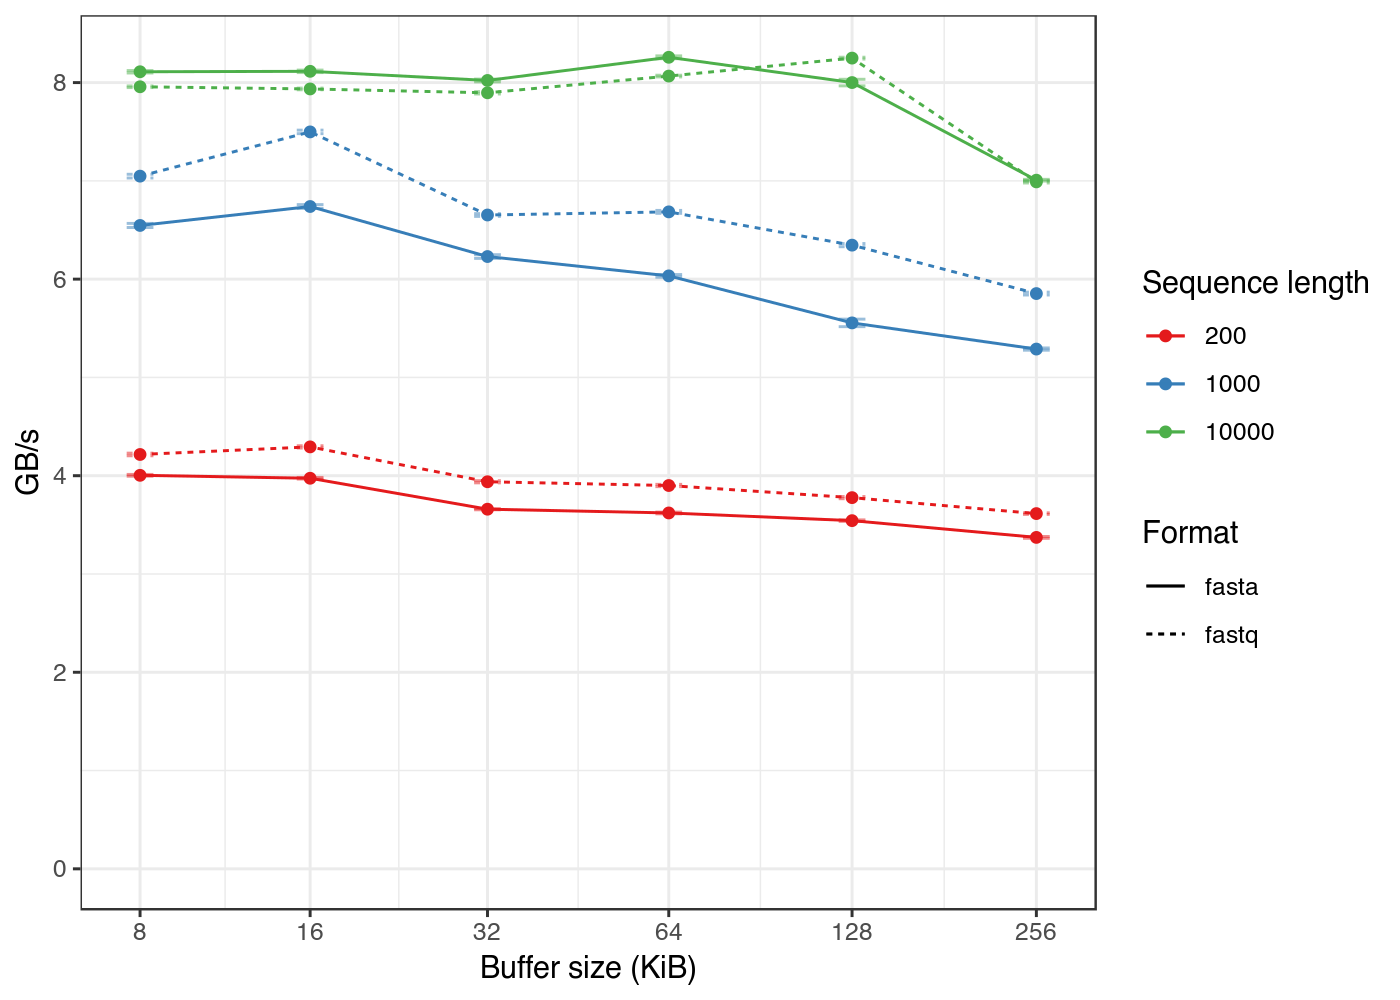 GB/s
8
6
4
2
0
8 16 32 64 128 256
Buffer size (KiB)
Sequence length
200
1000
10000
Format
fasta
fastq